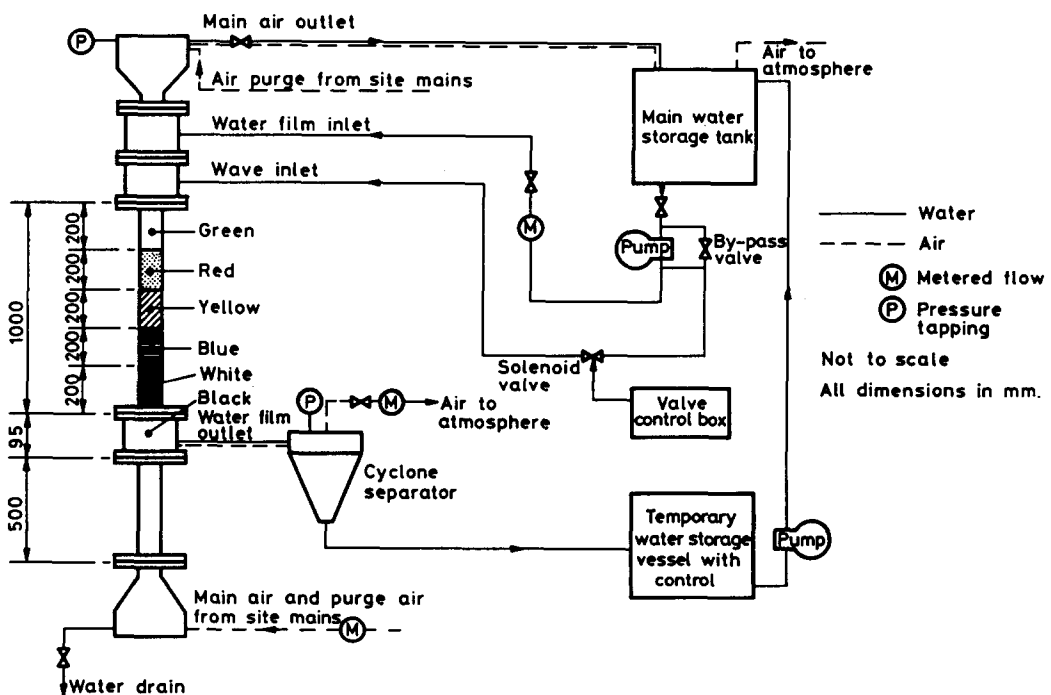 Main air outlet
P
Air purge from site mains
Water film inlet
Wave inlet
Air to
atmosphere
Main water
storage tank
M
Pump
By-pass
valve
Water
Air
M Metered flow
P Pressure
tapping
Not to scale
All dimensions in mm.
1000
200
200
200
200
200
Green
Red
Yellow
Blue
White
Black
Water film
outlet
95
500
P
M
Air to
atmosphere
Cyclone
separator
Solenoid
valve
Valve
control box
Temporary
water storage
vessel with
control
Pump
Main air and purge air
from site mains
M
Water drain